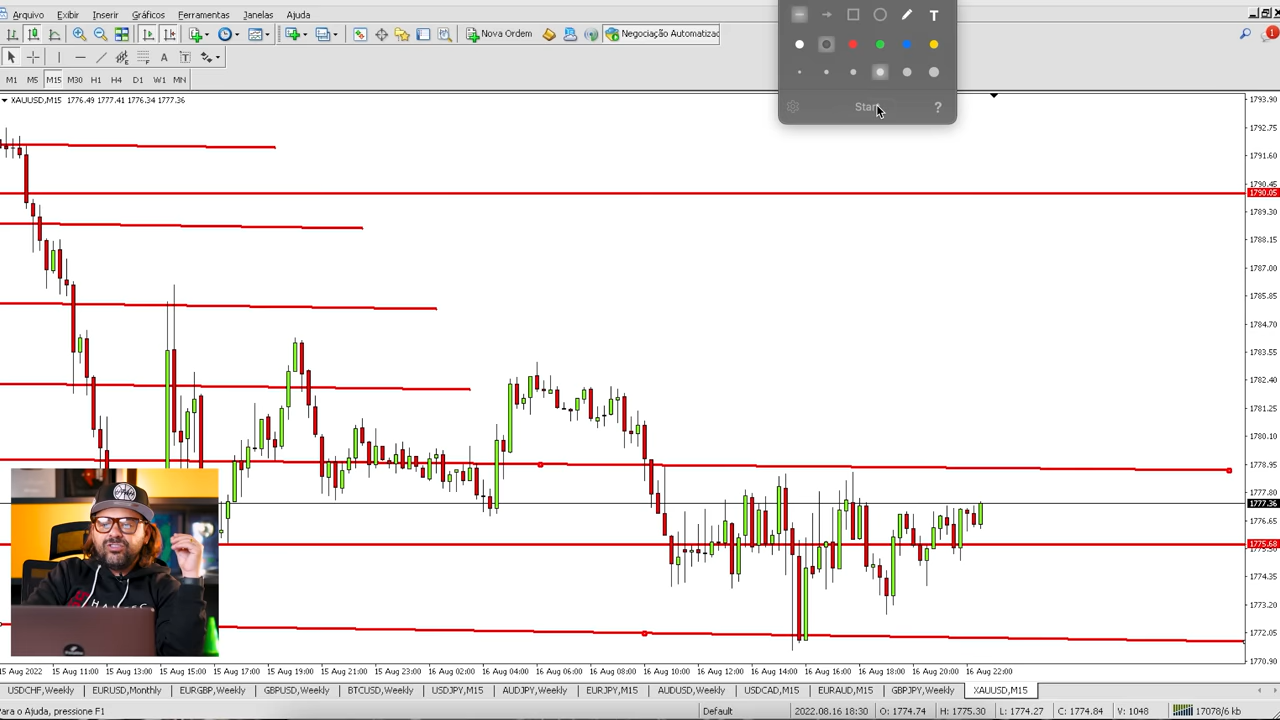 Arquivo Exibir Inserir Gráficos Ferramentas Janelas Ajuda
T
1
Nova Ordem
Negociação Automatizad
A T
M1 M5 M15 M30 H1 H4 D1 W1 MN
Start ?
XAUUSD,M15 1776.49 1777.41 1776.34 1777.36
1793.90
1792.75
1791.60
1790.45
1790.05
1789.30
1788.15
1787.00
1785.85
1784.70
1783.55
1782.40
1781.25
1780.10
1778.95
1777.80
1777.36
1776.65
1775.68
1774.35
1773.20
1772.05
1770.90
15 Aug 2022 15 Aug 11:00 15 Aug 13:00 15 Aug 15:00 15 Aug 17:00 15 Aug 19:00 15 Aug 21:00 15 Aug 23:00 16 Aug 02:00 16 Aug 04:00 16 Aug 06:00 16 Aug 08:00 16 Aug 10:00 16 Aug 12:00 16 Aug 14:00 16 Aug 16:00 16 Aug 18:00 16 Aug 20:00 16 Aug 22:00
USDCHF,Weekly EURUSD,Monthly EURGBP,Weekly GBPUSD,Weekly BTCUSD,Weekly USDJPY,M15 AUDJPY,Weekly EURJPY,M15 AUDUSD,Weekly USDCAD,M15 EURAUD,M15 GBPJPY,Weekly XAUUSD,M15
Para o Ajuda, pressione F1 Default 2022.08.16 18:30 O: 1774.74 H: 1775.30 L: 1774.27 C: 1774.84 V: 1048 17078/6 kb